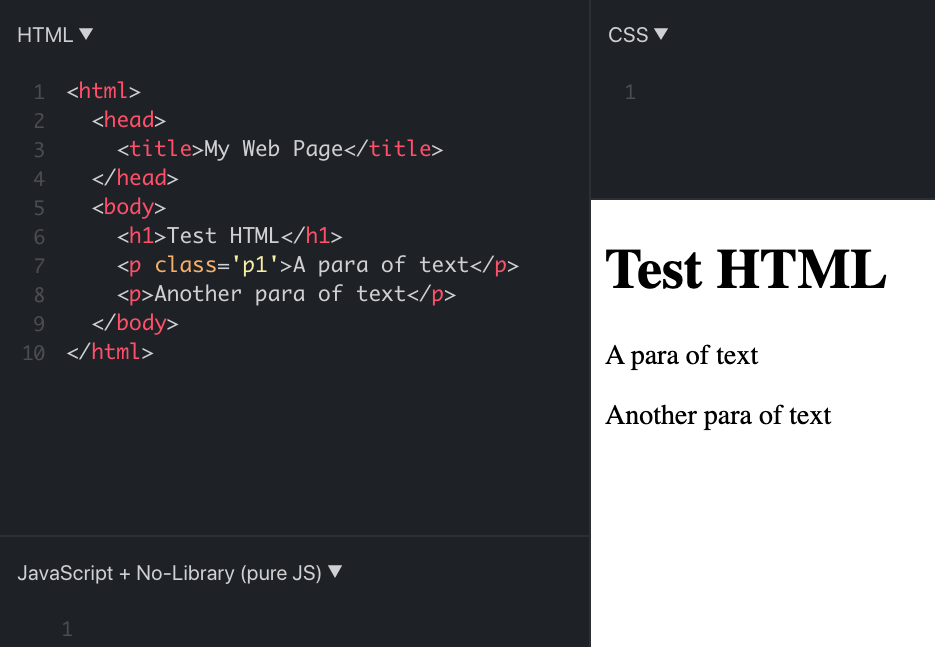 HTML ▼
1 <html>
2   <head>
3     <title>My Web Page</title>
4   </head>
5   <body>
6     <h1>Test HTML</h1>
7     <p class='p1'>A para of text</p>
8     <p>Another para of text</p>
9   </body>
10 </html>
JavaScript + No-Library (pure JS) ▼
1
CSS ▼
1
Test HTML
A para of text
Another para of text